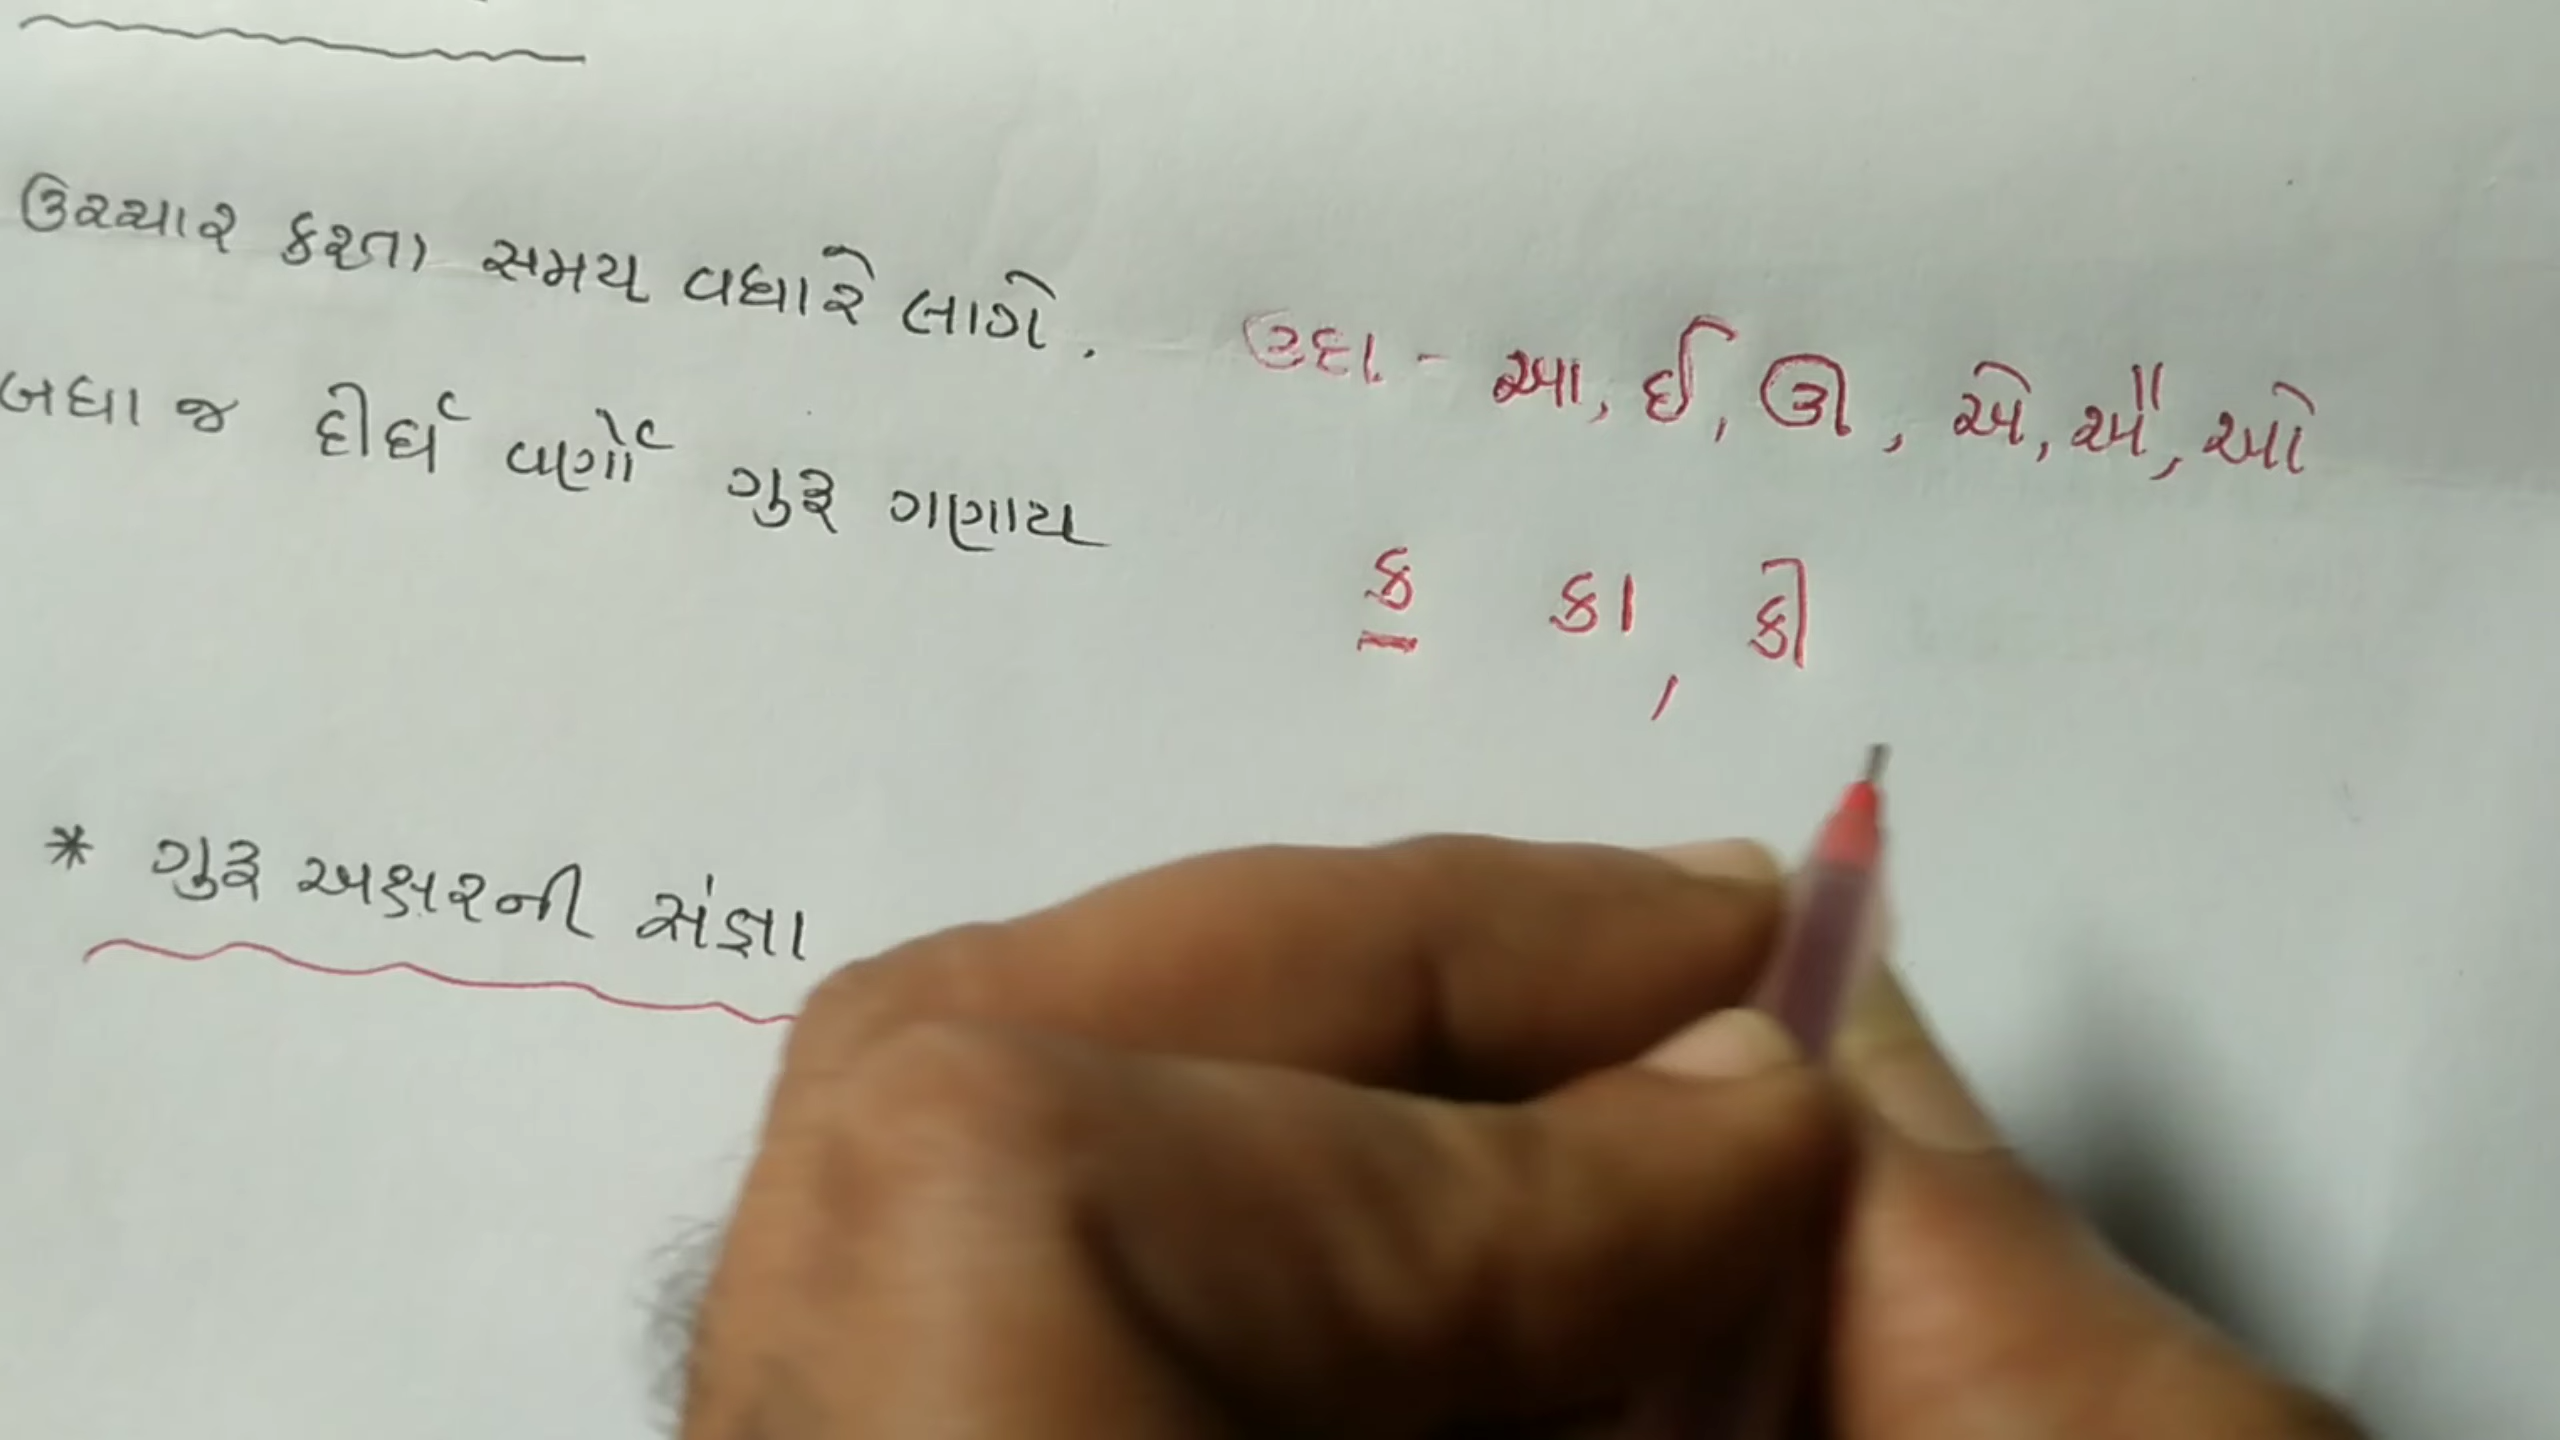 ઉચ્ચાર કરતા સમય વધારે લાગે .
ઉદા. - આ, ઈ, ઊ, એ, ઐ, ઓ
બધા જ દીર્ઘ વર્ણો ગુરૂ ગણાય
ક કા, કી
* ગુરૂ અક્ષરની સંજ્ઞા